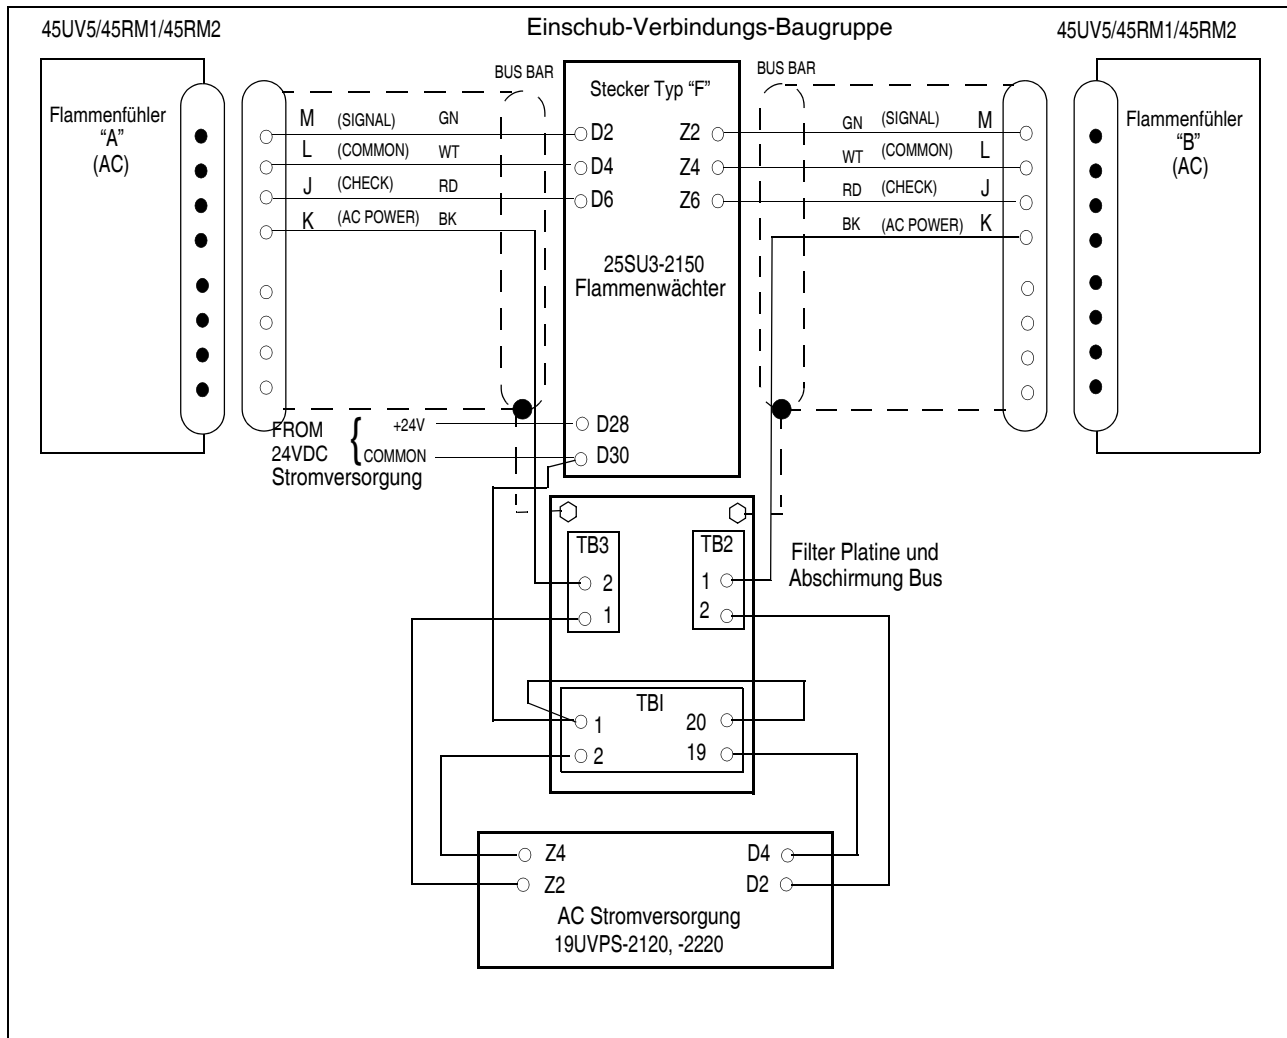 45UV5/45RM1/45RM2
Einschub-Verbindungs-Baugruppe
45UV5/45RM1/45RM2
Flammenfühler
“A”
(AC)
M (SIGNAL) GN
L (COMMON) WT
J (CHECK) RD
K (AC POWER) BK
BUS BAR
Stecker Typ “F”
D2 Z2
D4 Z4
D6 Z6
25SU3-2150
Flammenwächter
BUS BAR
GN (SIGNAL) M
WT (COMMON) L
RD (CHECK) J
BK (AC POWER) K
Flammenfühler
“B”
(AC)
FROM
24VDC
Stromversorgung
{
+24V
COMMON
D28
D30
TB3
2
1
TB2
1
2
Filter Platine und
Abschirmung Bus
TBI
1 20
2 19
Z4 D4
Z2 D2
AC Stromversorgung
19UVPS-2120, -2220